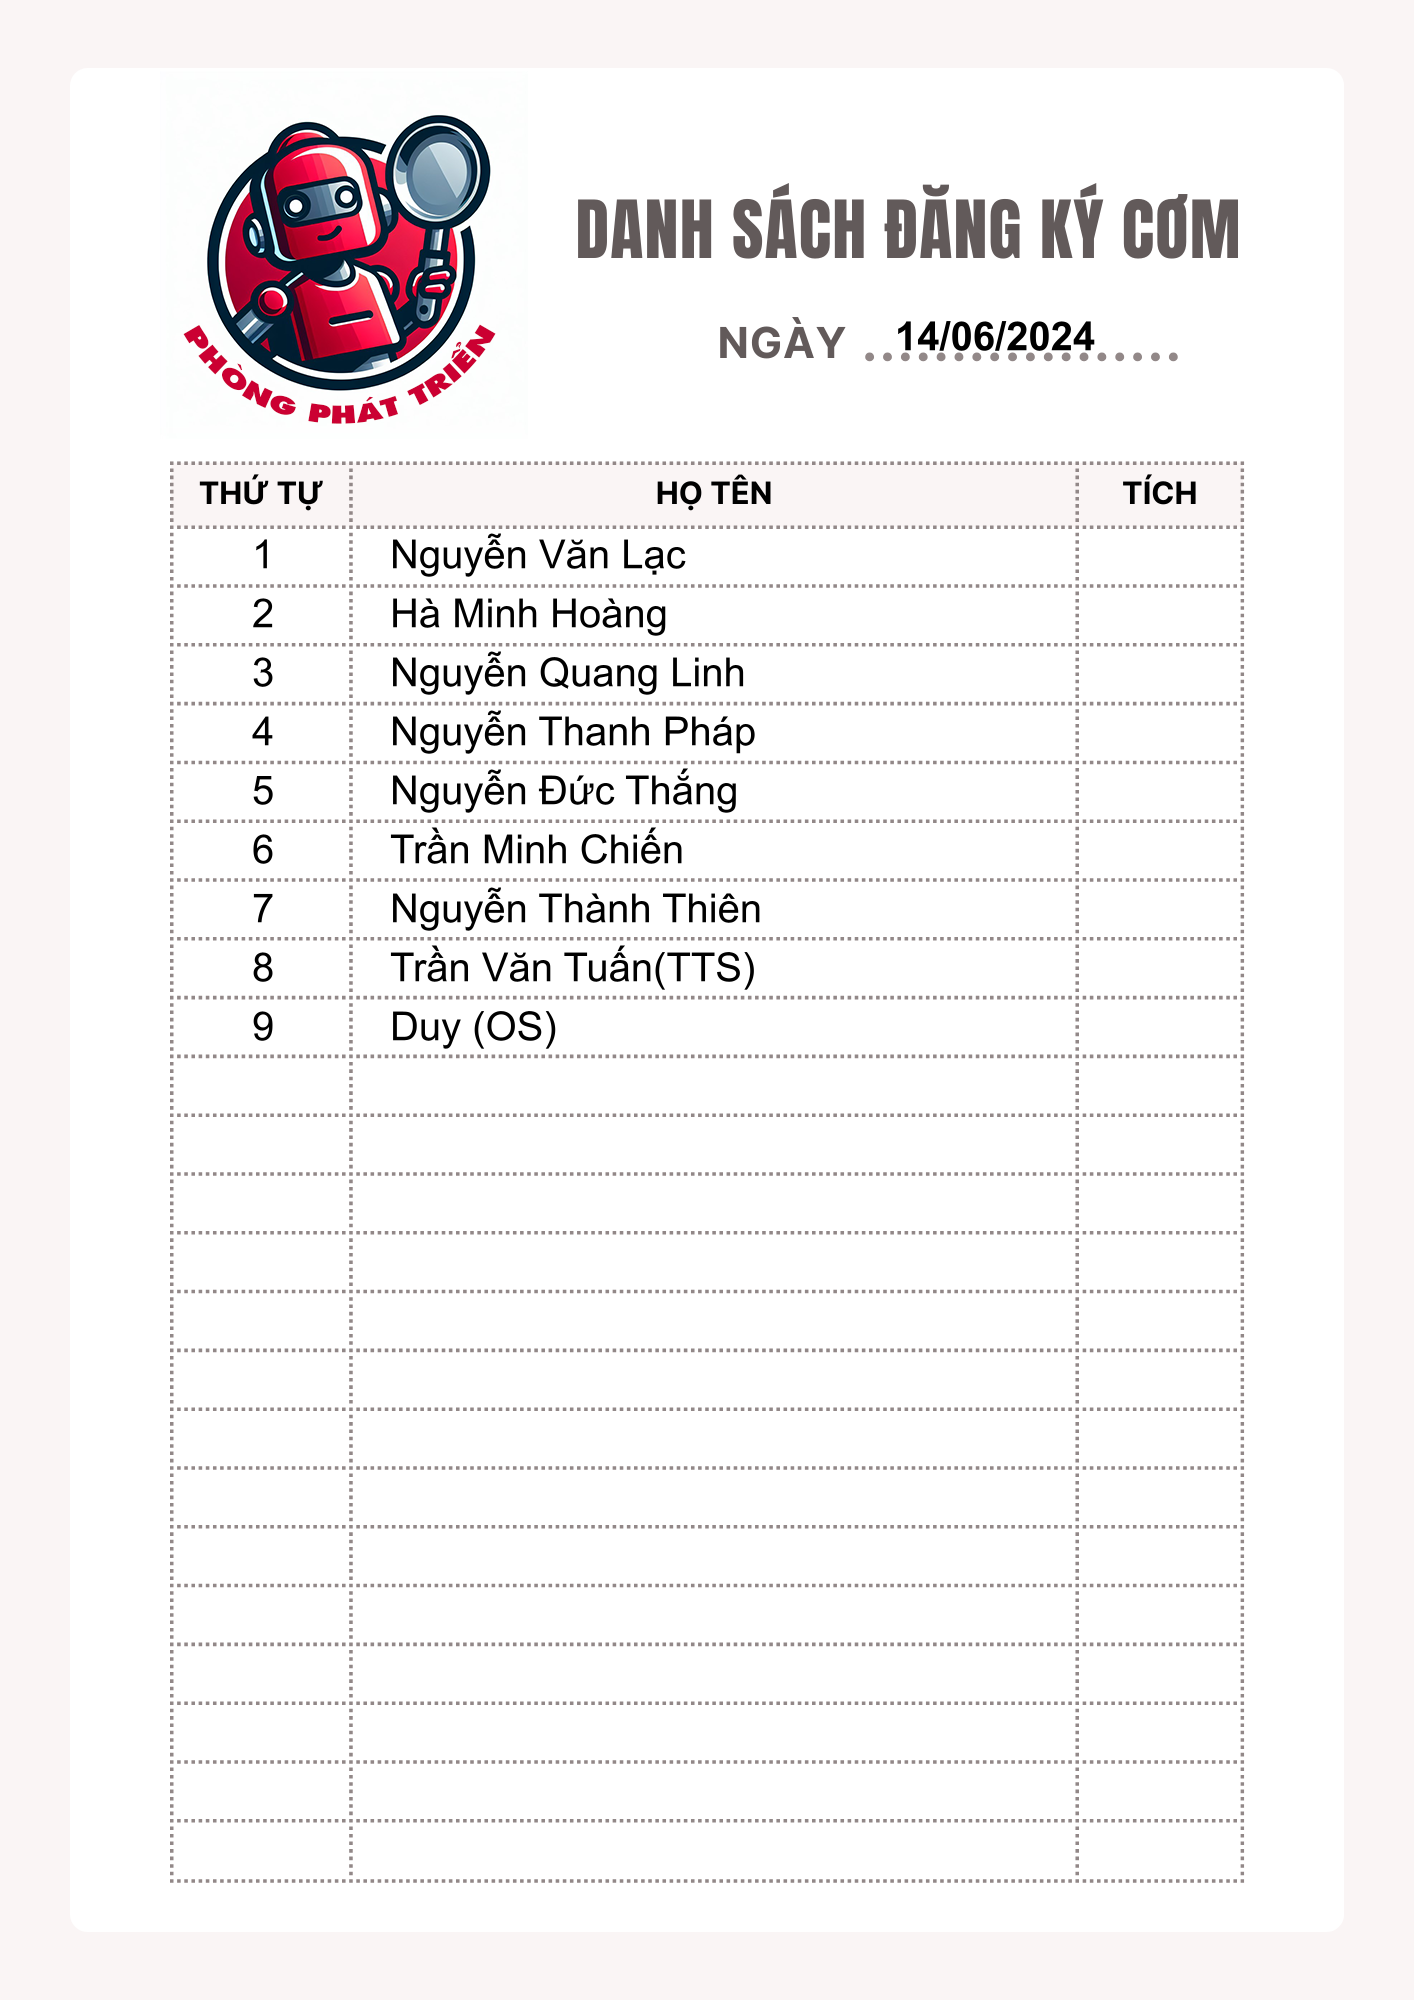 PHÒNG PHÁT TRIỂN
DANH SÁCH ĐĂNG KÝ CƠM
NGÀY 14/06/2024
THỨ TỰ HỌ TÊN TÍCH
1 Nguyễn Văn Lạc
2 Hà Minh Hoàng
3 Nguyễn Quang Linh
4 Nguyễn Thanh Pháp
5 Nguyễn Đức Thắng
6 Trần Minh Chiến
7 Nguyễn Thành Thiên
8 Trần Văn Tuấn(TTS)
9 Duy (OS)